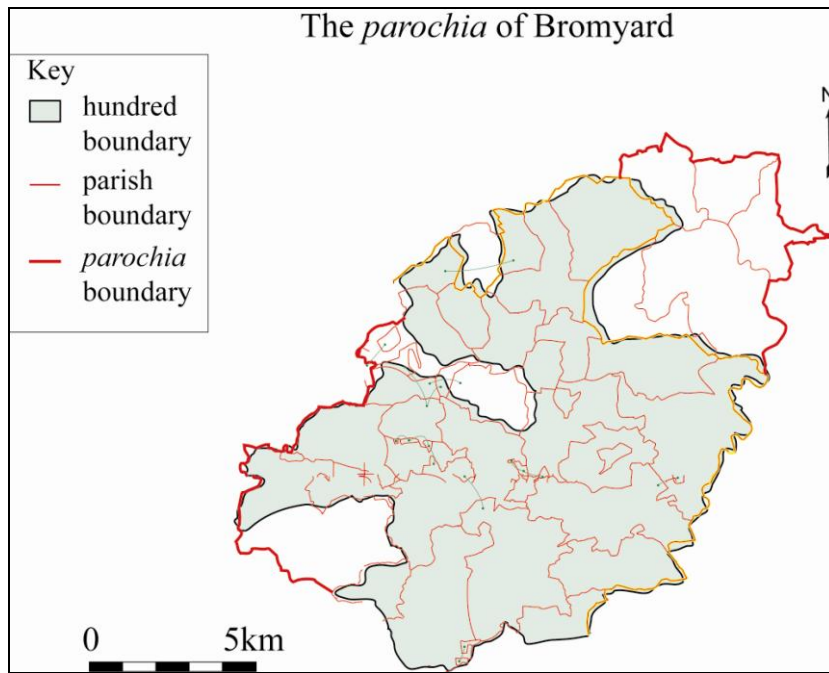 The parochia of Bromyard
Key
hundred
boundary
parish
boundary
parochia
boundary
N
0 5km